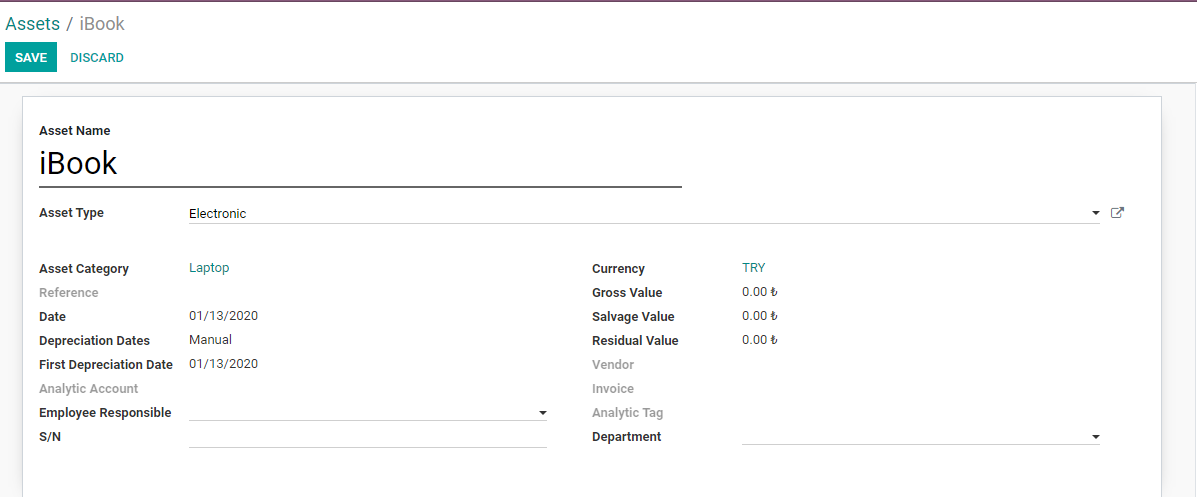 Assets / iBook
SAVE DISCARD
Asset Name
iBook
Asset Type Electronic
Asset Category Laptop Currency TRY
Reference Gross Value 0.00 ₺
Date 01/13/2020 Salvage Value 0.00 ₺
Depreciation Dates Manual Residual Value 0.00 ₺
First Depreciation Date 01/13/2020 Vendor
Analytic Account Invoice
Employee Responsible Analytic Tag
S/N Department